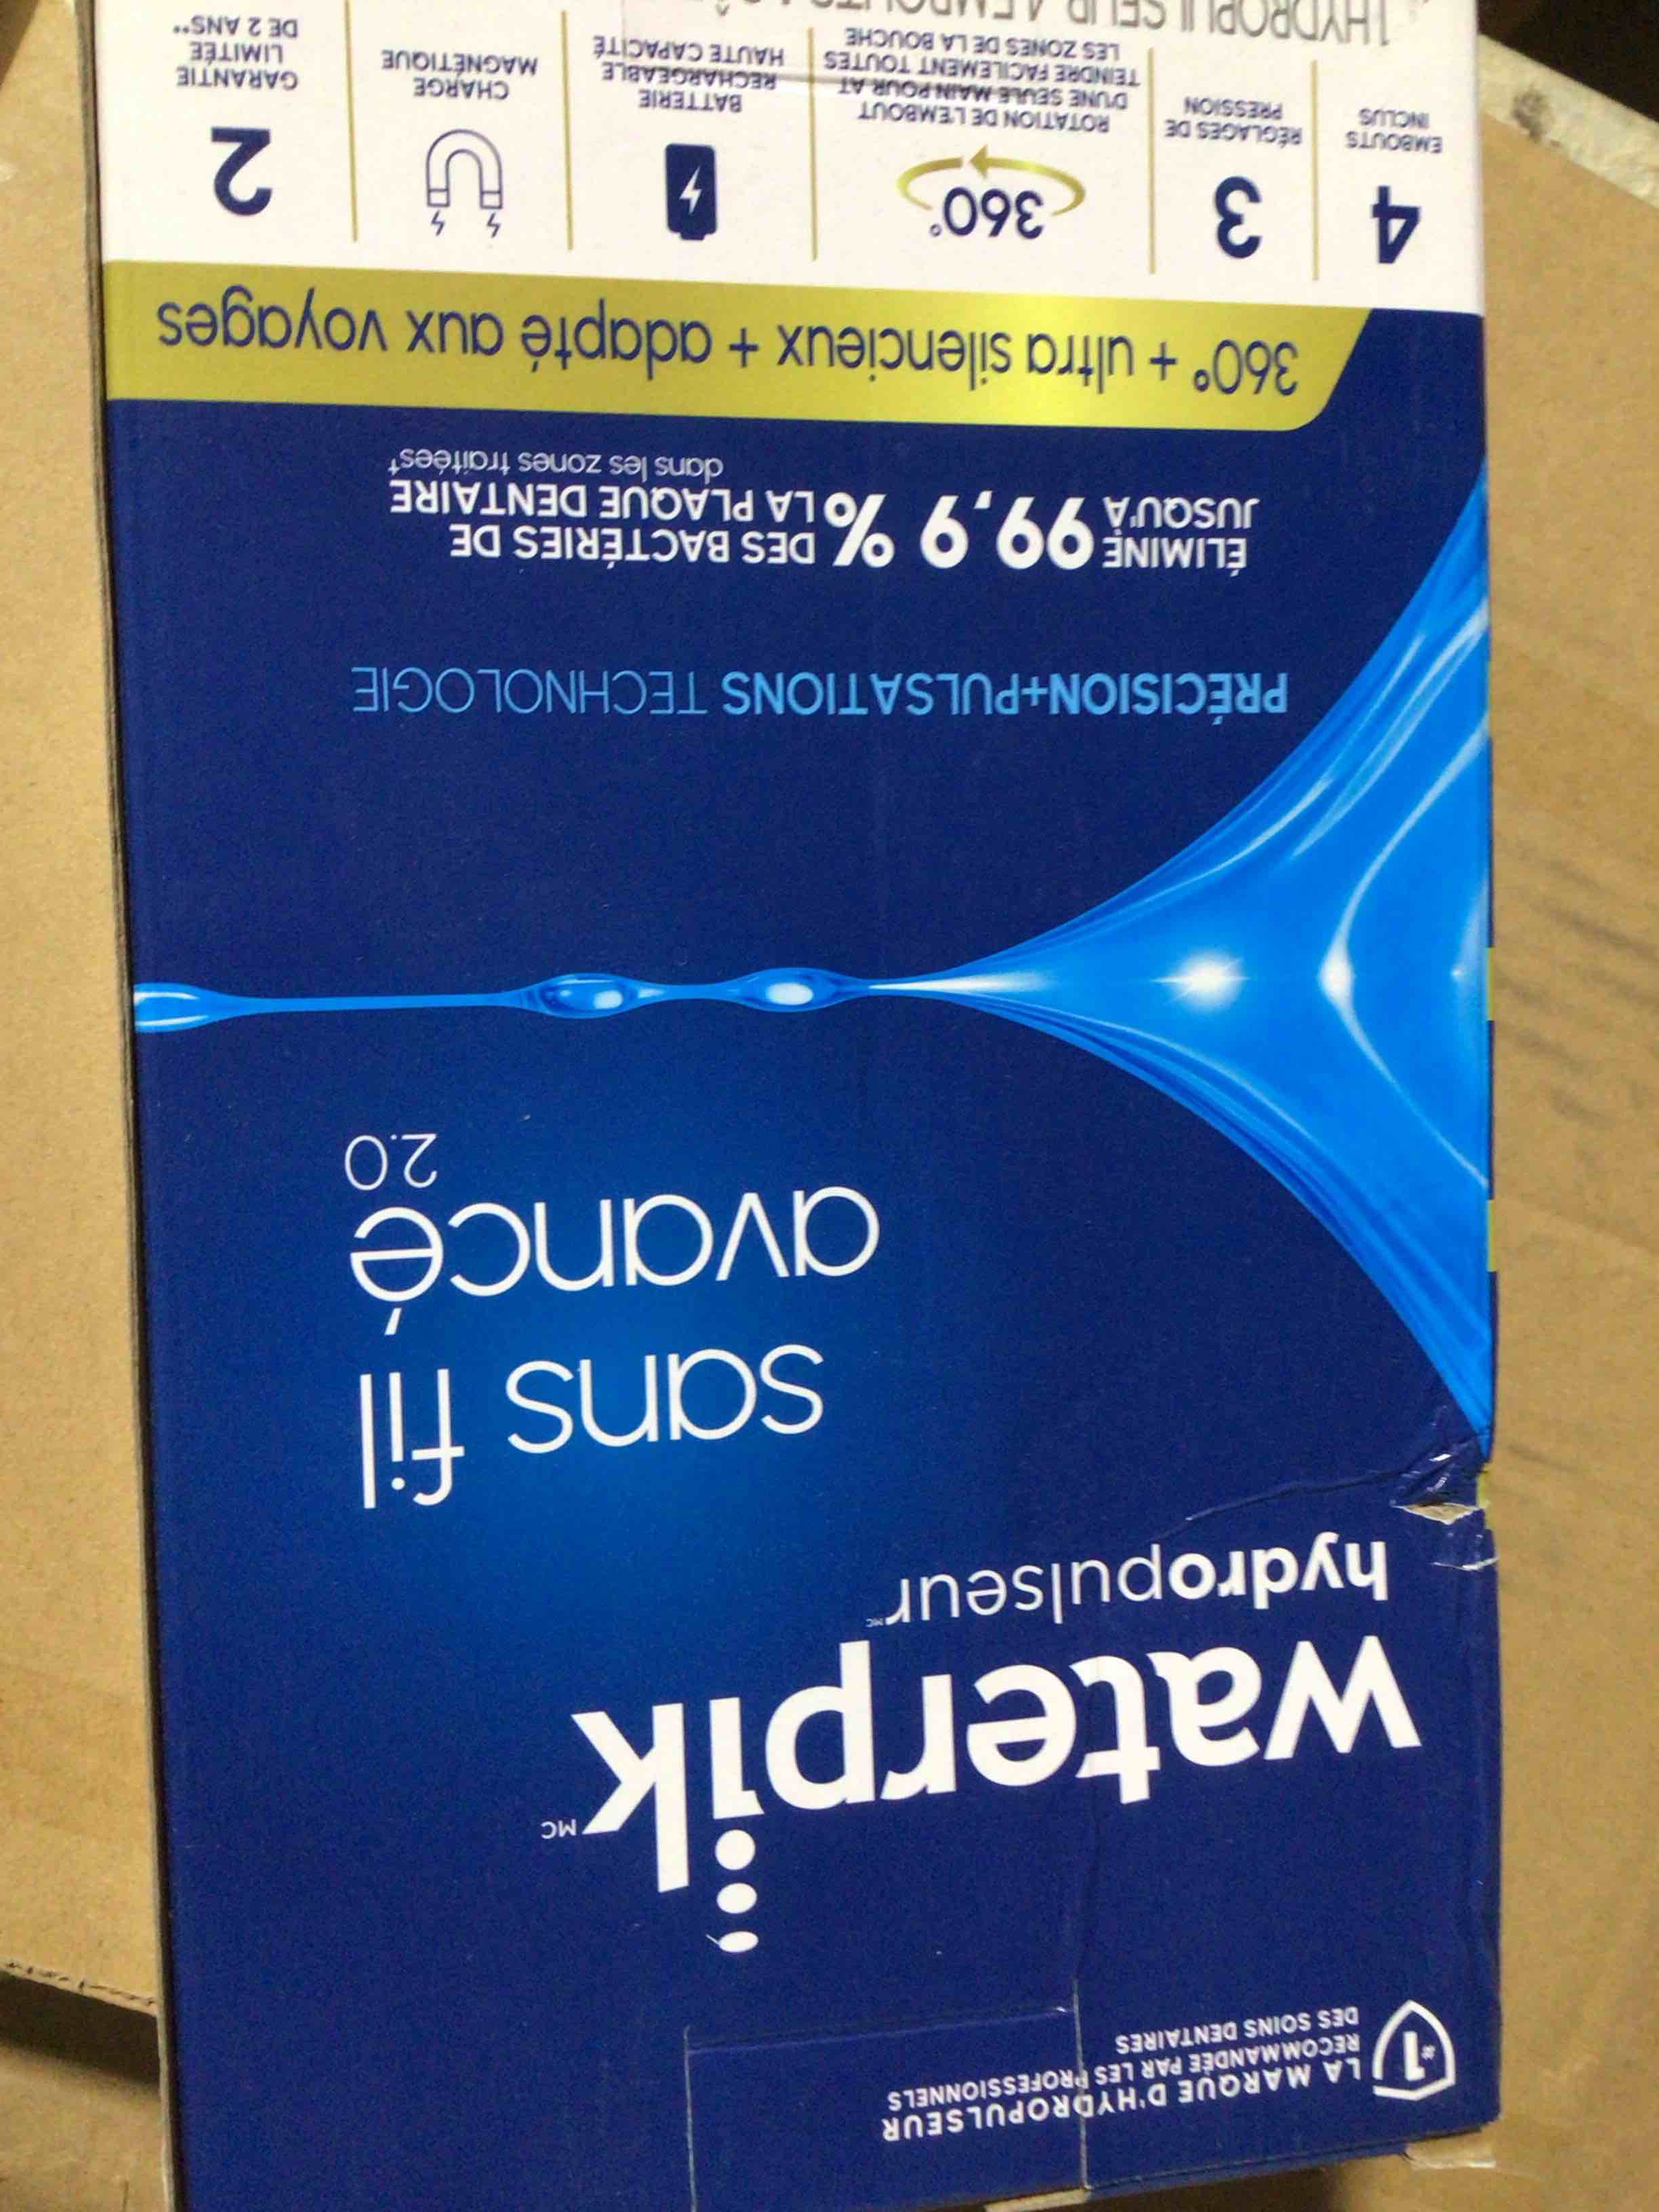 #1
LA MARQUE D'HYDROPULSEUR
RECOMMANDÉE PAR LES PROFESSIONNELS
DES SOINS DENTAIRES
waterpik MC
hydropulseur MC
sans fil
avancé
2.0
PRÉCISION+PULSATIONS TECHNOLOGIE
ÉLIMINE
JUSQU'À
99,9 %
DES BACTÉRIES DE
LA PLAQUE DENTAIRE
dans les zones traitées†
360° + ultra silencieux + adapté aux voyages
4
EMBOUTS
INCLUS
3
RÉGLAGES DE
PRESSION
360°
ROTATION DE L'EMBOUT
D'UNE SEULE MAIN POUR AT
TEINDRE FACILEMENT TOUTES
LES ZONES DE LA BOUCHE
BATTERIE
RECHARGEABLE
HAUTE CAPACITÉ
CHARGE
MAGNÉTIQUE
2
GARANTIE
LIMITÉE
DE 2 ANS**
1 HYDROPULSEUR 4 EMBOUTS